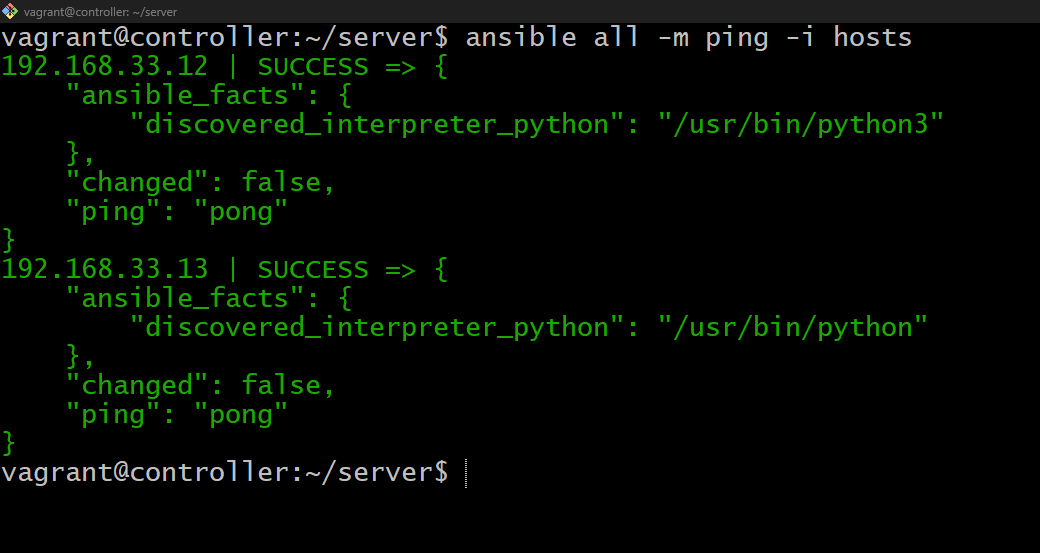 vagrant@controller: ~/server
vagrant@controller:~/server$ ansible all -m ping -i hosts
192.168.33.12 | SUCCESS => {
    "ansible_facts": {
        "discovered_interpreter_python": "/usr/bin/python3"
    },
    "changed": false,
    "ping": "pong"
}
192.168.33.13 | SUCCESS => {
    "ansible_facts": {
        "discovered_interpreter_python": "/usr/bin/python"
    },
    "changed": false,
    "ping": "pong"
}
vagrant@controller:~/server$